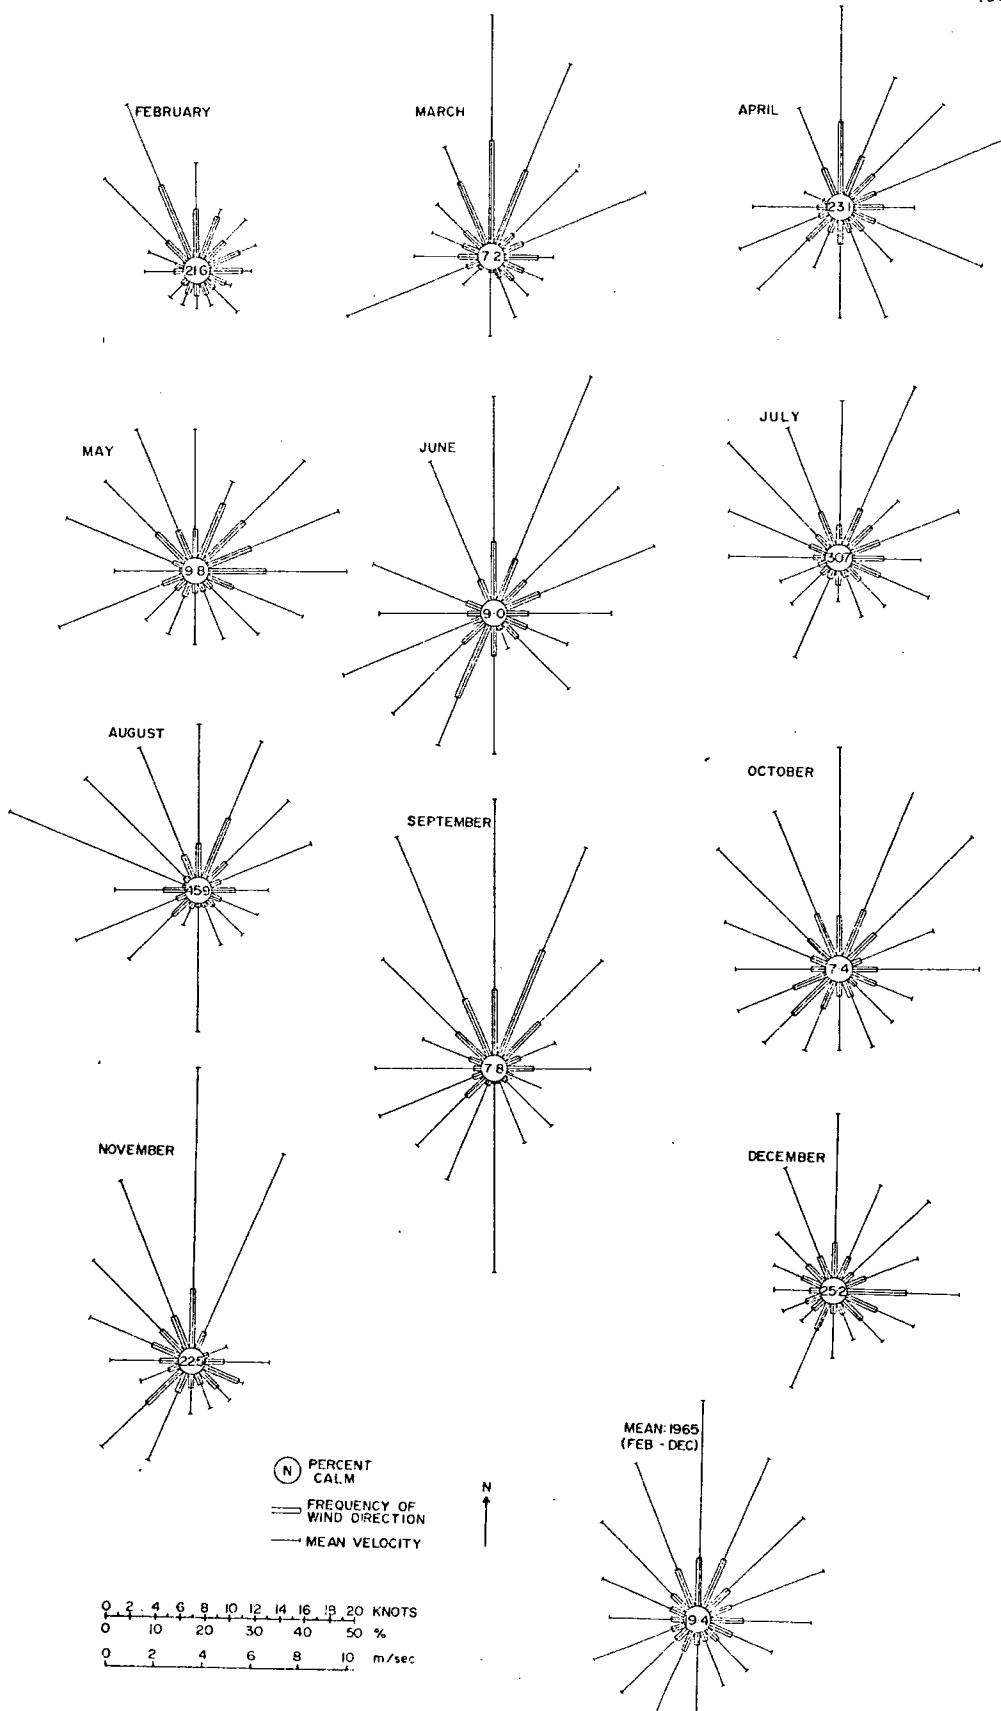 FEBRUARY
MARCH
APRIL
21.6
7.2
23.1
MAY
JUNE
JULY
9.8
9.0
30.7
AUGUST
SEPTEMBER
OCTOBER
15.9
7.8
7.4
NOVEMBER
DECEMBER
22.5
25.2
MEAN: 1965
(FEB - DEC)
9.4
N PERCENT
CALM
FREQUENCY OF
WIND DIRECTION
MEAN VELOCITY
N
0 2 4 6 8 10 12 14 16 18 20 KNOTS
0 10 20 30 40 50 %
0 2 4 6 8 10 m/sec